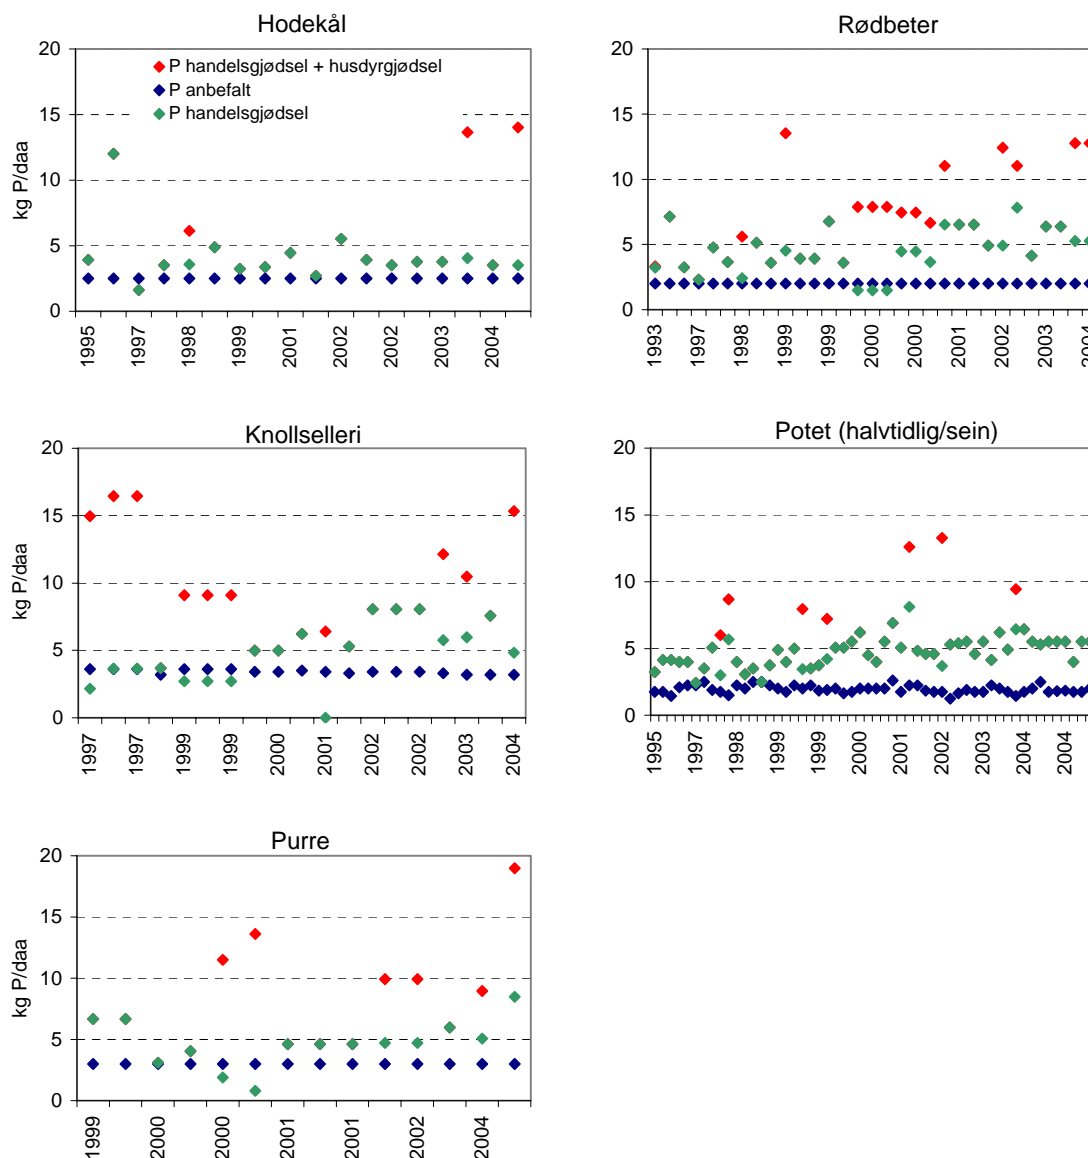 Hodekål
20
15
10
5
0
kg P/daa
P handelsgjødsel + husdyrgjødsel
P anbefalt
P handelsgjødsel
1995 1997 1998 1999 2001 2002 2002 2004
Rødbeter
20
15
10
5
0
1993 1997 1998 1999 1999 2000 2000 2001 2002 2003 2004
Knollselleri
20
15
10
5
0
kg P/daa
1997 1997 1999 1999 2000 2001 2002 2002 2003 2004
Potet (halvtidlig/sein)
20
15
10
5
0
1995 1997 1998 1999 1999 2000 2001 2002 2003 2004 2004
Purre
20
15
10
5
0
kg P/daa
1999 2000 2000 2001 2001 2002 2004